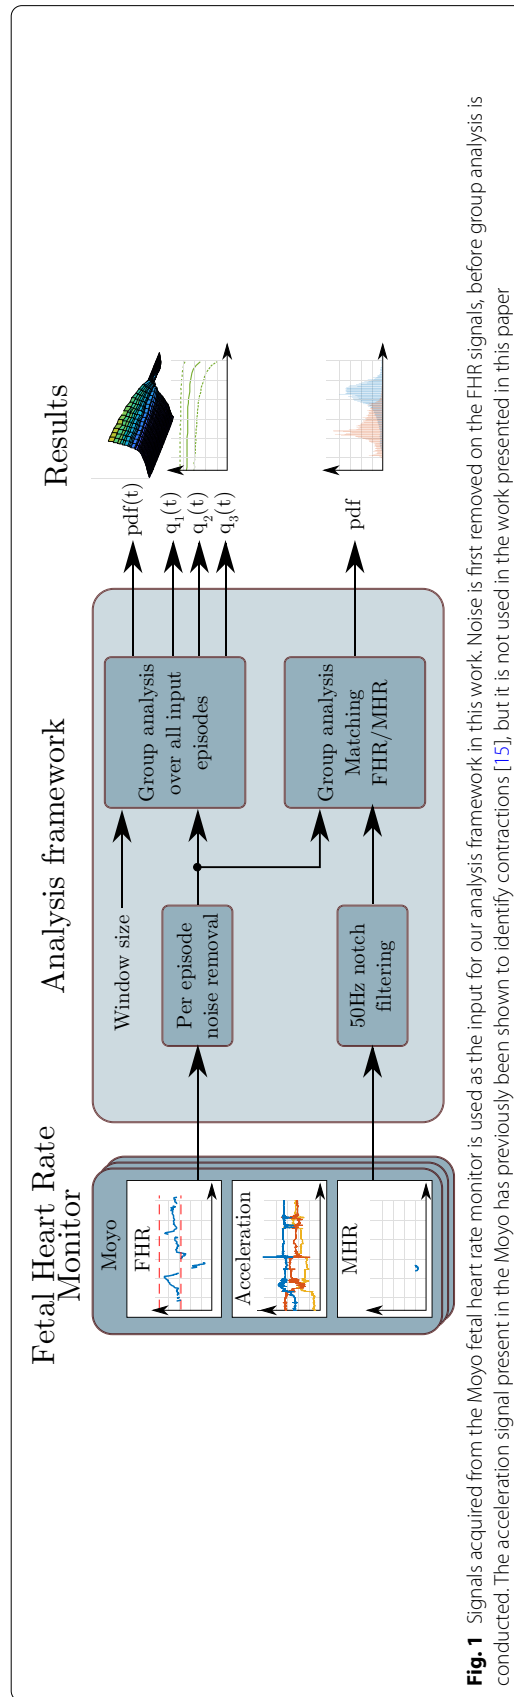 Fetal Heart Rate
Monitor
Analysis framework
Results
Moyo
FHR
Acceleration
MHR
Window size
Per episode
noise removal
50Hz notch
filtering
Group analysis
over all input
episodes
Group analysis
Matching
FHR/MHR
pdf(t)
q1(t)
q2(t)
q3(t)
pdf
Fig. 1 Signals acquired from the Moyo fetal heart rate monitor is used as the input for our analysis framework in this work. Noise is first removed on the FHR signals, before group analysis is
conducted. The acceleration signal present in the Moyo has previously been shown to identify contractions [15], but it is not used in the work presented in this paper